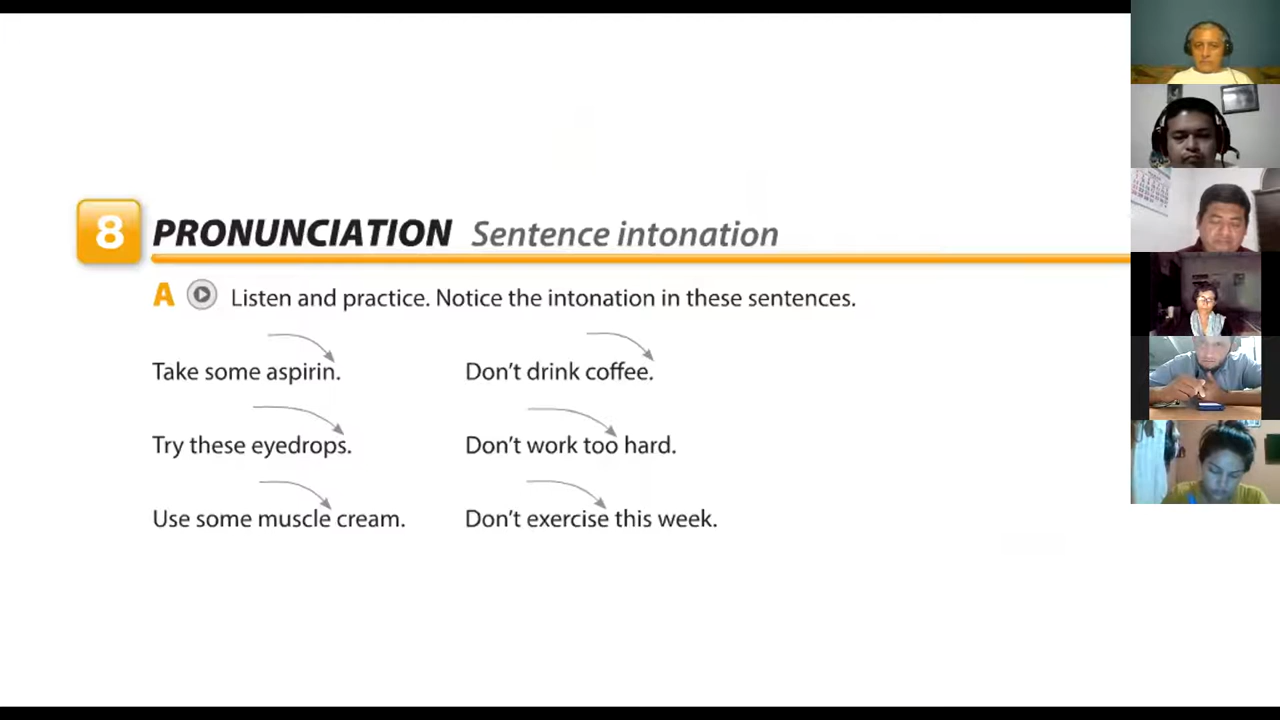 8 PRONUNCIATION Sentence intonation
A Listen and practice. Notice the intonation in these sentences.
Take some aspirin. Don't drink coffee.
Try these eyedrops. Don't work too hard.
Use some muscle cream. Don't exercise this week.